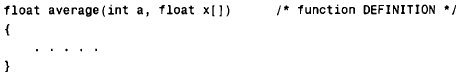 float average(int a, float x[])      /* function DEFINITION */
{
    . . . . .
}